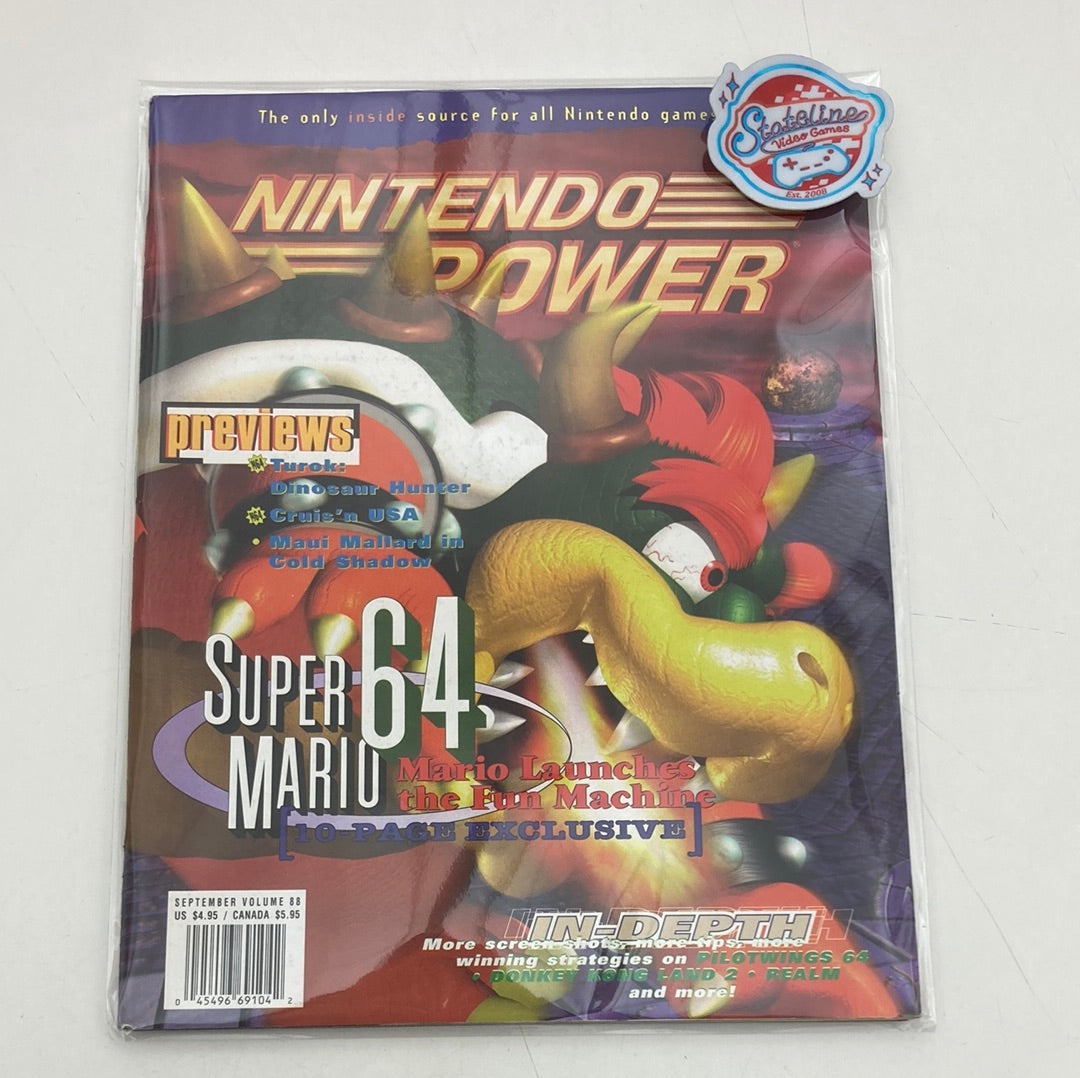 The only inside source for all Nintendo games
Stateline
Video Games
Est. 2008
NINTENDO
POWER
previews
Turok:
Dinosaur Hunter
Cruis'n USA
• Maui Mallard in
Cold Shadow
SUPER 64
MARIO
Mario Launches
the Fun Machine
[10-PAGE EXCLUSIVE]
SEPTEMBER VOLUME 88
US $4.95 / CANADA $5.95
0 45496 69104 2
IN-DEPTH
More screen shots, more tips, more
winning strategies on PILOTWINGS 64
• DONKEY KONG LAND 2 • REALM
and more!